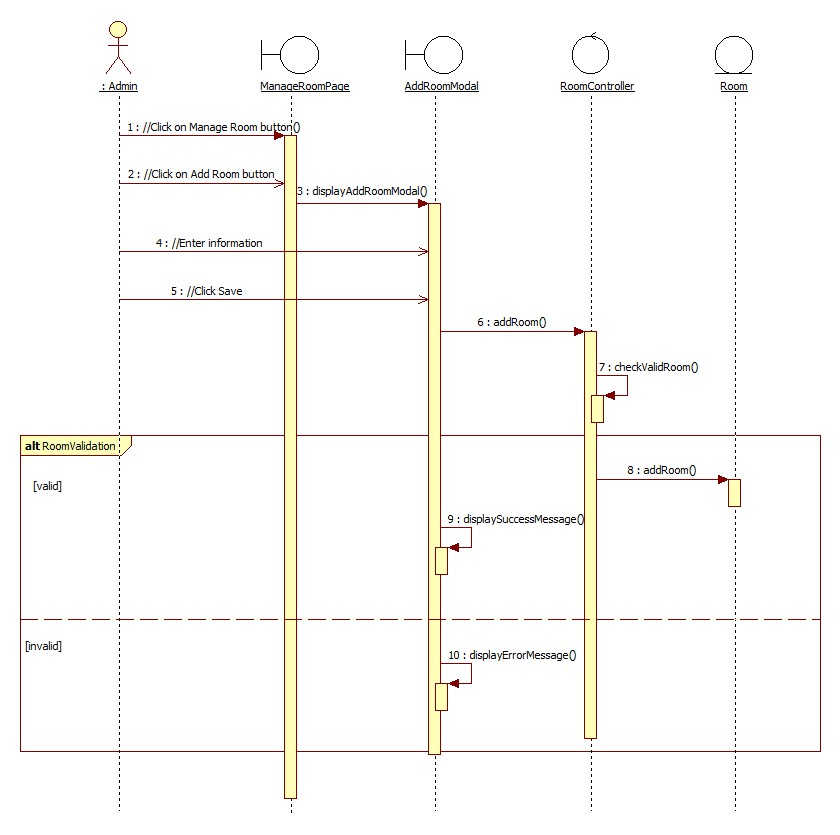 : Admin
ManageRoomPage
AddRoomModal
RoomController
Room
1 : //Click on Manage Room button()
2 : //Click on Add Room button
3 : displayAddRoomModal()
4 : //Enter information
5 : //Click Save
6 : addRoom()
7 : checkValidRoom()
alt RoomValidation
8 : addRoom()
[valid]
9 : displaySuccessMessage()
[invalid]
10 : displayErrorMessage()